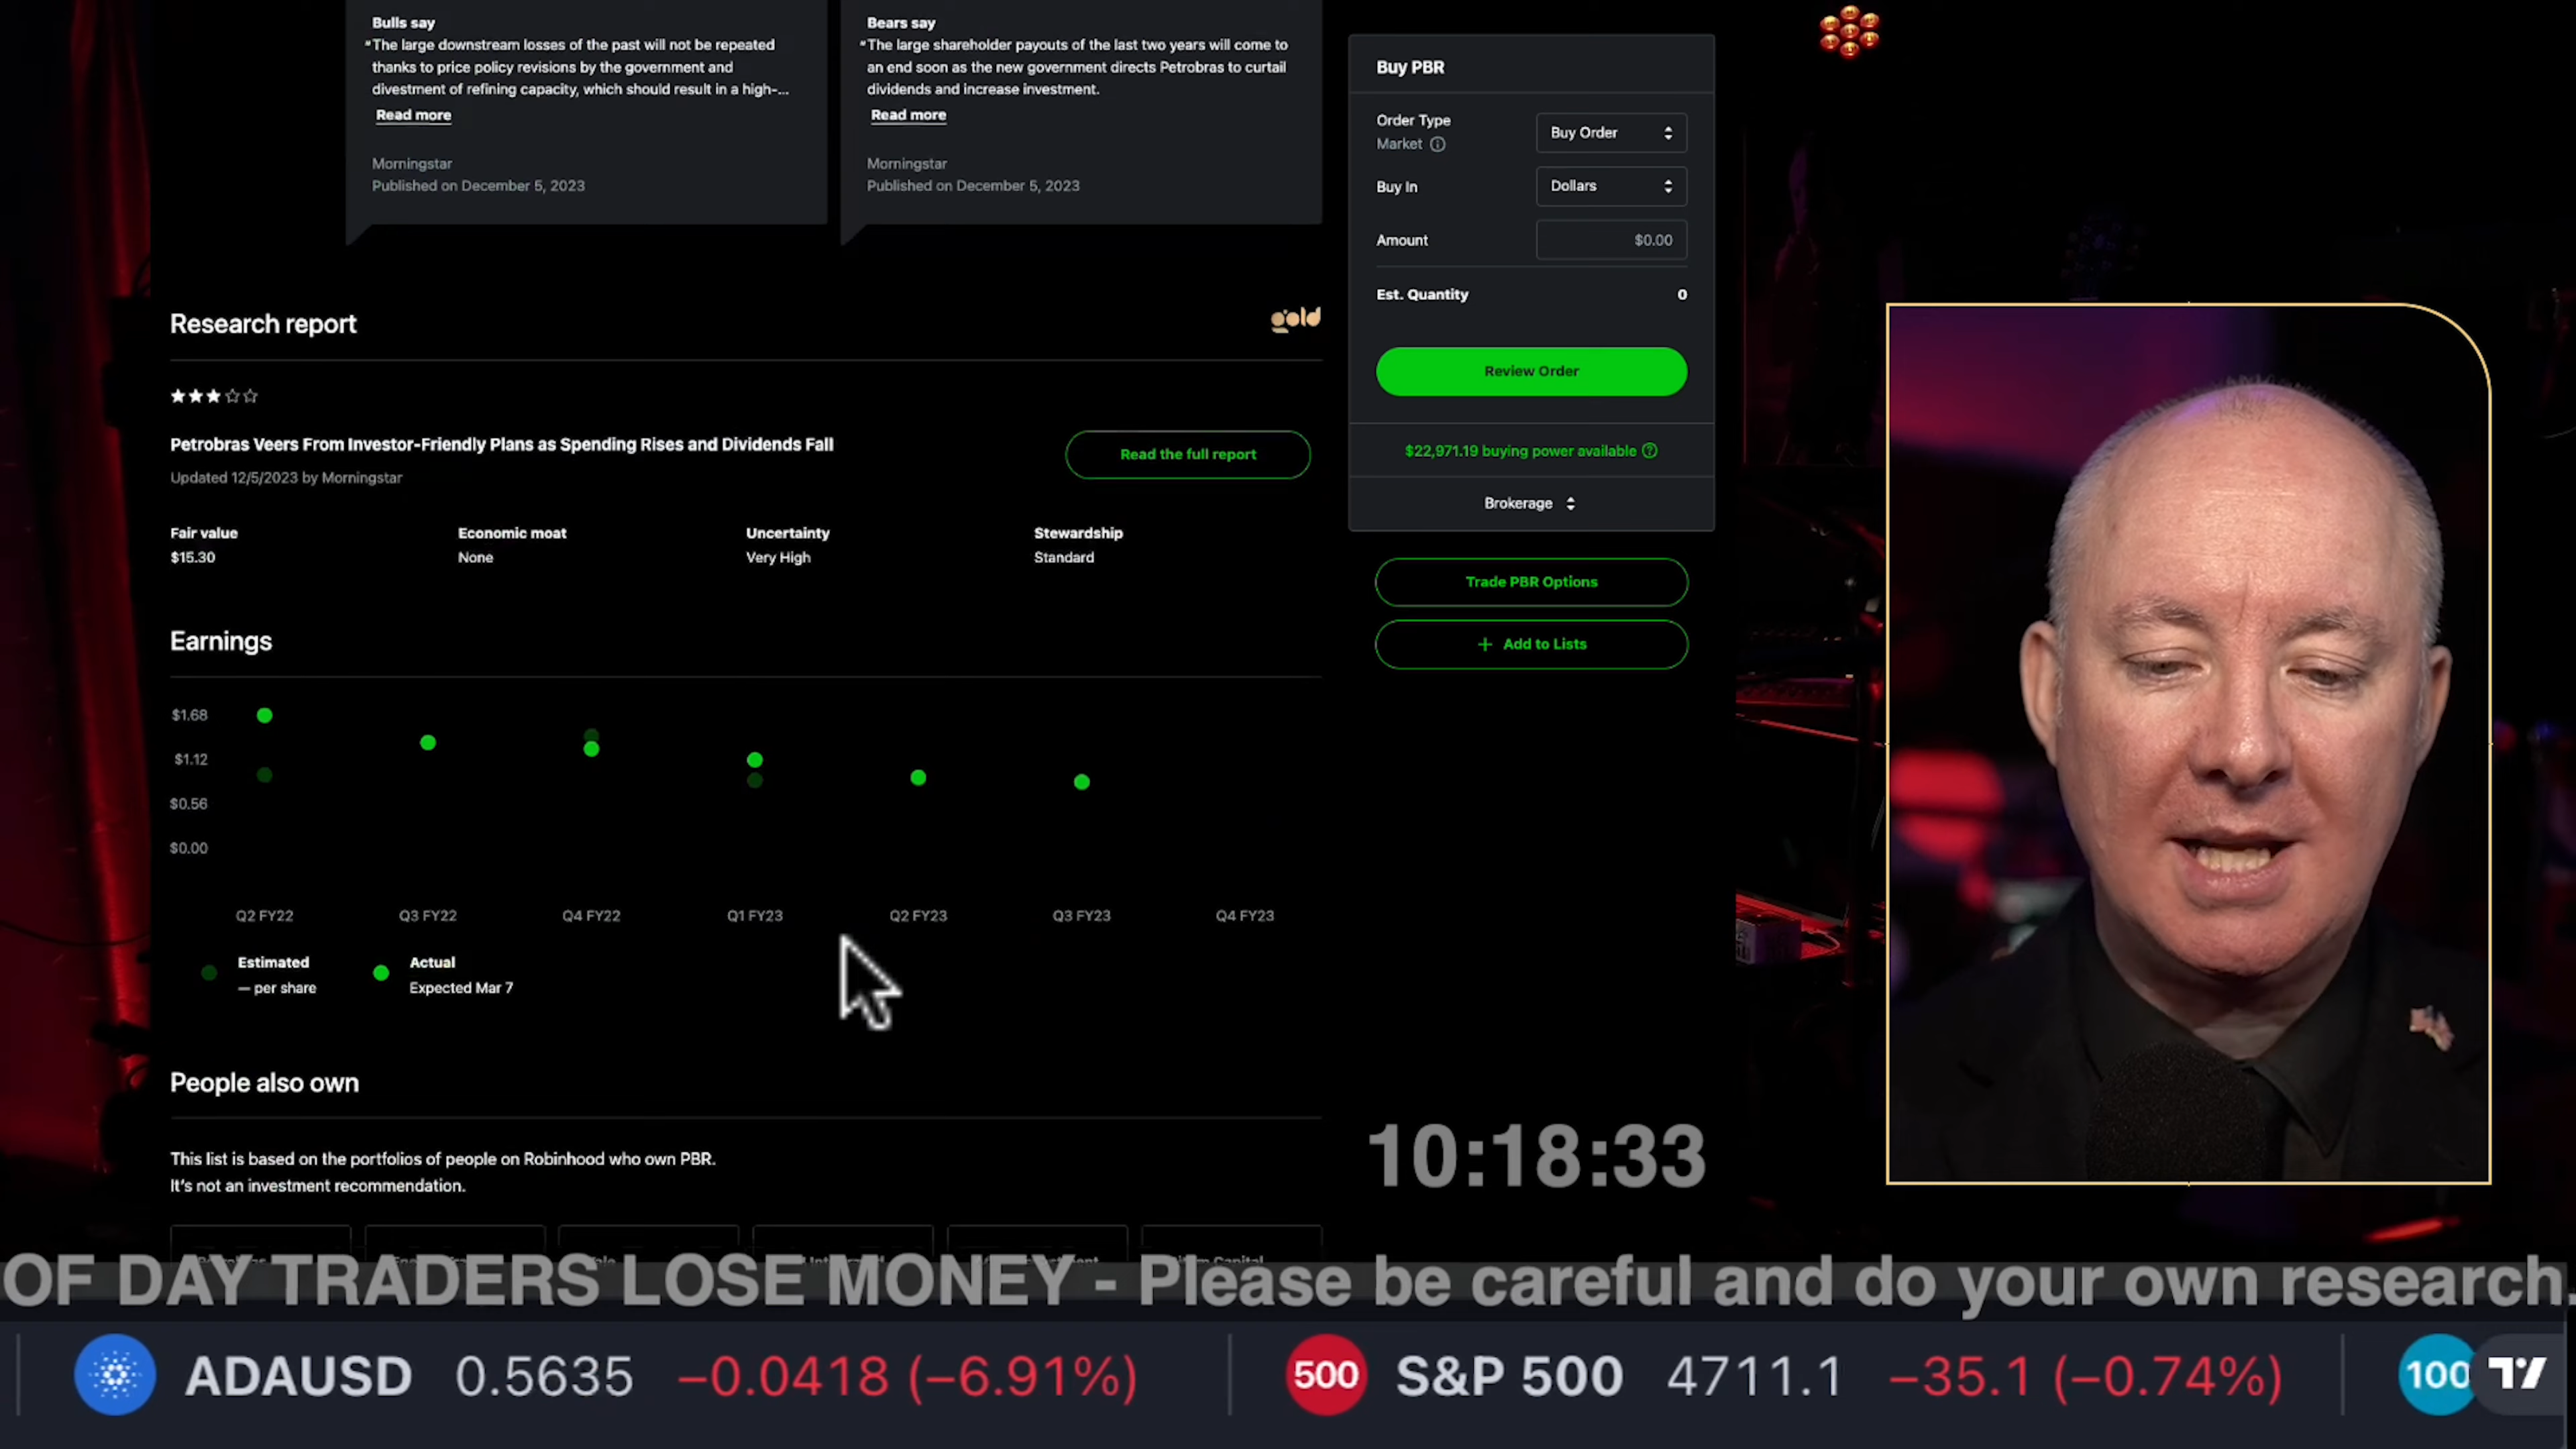 Bulls say
"The large downstream losses of the past will not be repeated
thanks to price policy revisions by the government and
divestment of refining capacity, which should result in a high-...
Read more
Morningstar
Published on December 5, 2023
Bears say
"The large shareholder payouts of the last two years will come to
an end soon as the new government directs Petrobras to curtail
dividends and increase investment.
Read more
Morningstar
Published on December 5, 2023
Buy PBR
Order Type
Market
Buy Order
Buy In
Dollars
Amount
$0.00
Est. Quantity
0
Review Order
$22,971.19 buying power available
Brokerage
Trade PBR Options
+ Add to Lists
Research report
gold
Petrobras Veers From Investor-Friendly Plans as Spending Rises and Dividends Fall
Updated 12/5/2023 by Morningstar
Read the full report
Fair value
$15.30
Economic moat
None
Uncertainty
Very High
Stewardship
Standard
Earnings
$1.68
$1.12
$0.56
$0.00
Q2 FY22
Q3 FY22
Q4 FY22
Q1 FY23
Q2 FY23
Q3 FY23
Q4 FY23
Estimated
— per share
Actual
Expected Mar 7
People also own
This list is based on the portfolios of people on Robinhood who own PBR.
It's not an investment recommendation.
10:18:33
OF DAY TRADERS LOSE MONEY - Please be careful and do your own research.
ADAUSD 0.5635 −0.0418 (−6.91%)
500 S&P 500 4711.1 −35.1 (−0.74%)
100